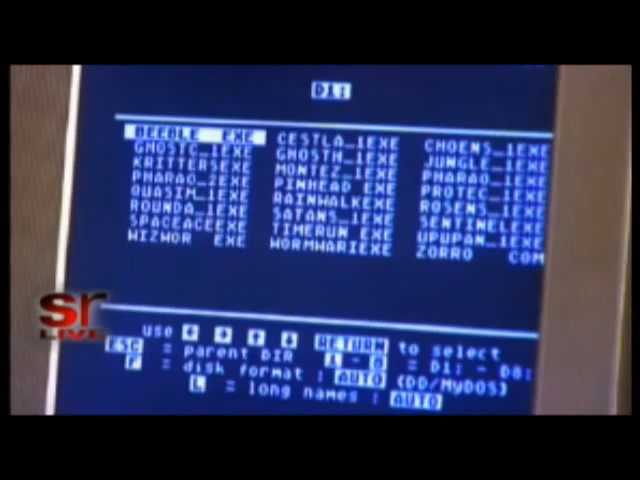 D1:
BEEBLE EXE CESTLA_1EXE CHOENS_1EXE
GHOSTC_1EXE GHOSTH_1EXE JUNGLE_1EXE
KRITTERSEXE MONTEZ_1EXE PHARAO_1EXE
PHARAO_2EXE PINHEAD EXE PROTEC_1EXE
QUASIM_1EXE RAINWALKEXE ROSENS_1EXE
ROUNDA_1EXE SATANS_1EXE SENTINELEXE
SPACEACEEXE TIMERUN EXE UPUPAN_1EXE
WIZWOR EXE WORMWARIEXE ZORRO COM
sr
LIVE
use ← → ↑ ↓ RETURN to select
ESC = parent DIR 1 - 8 = D1: - D8:
F = disk format : AUTO (DD/MyDOS)
L = long names : AUTO